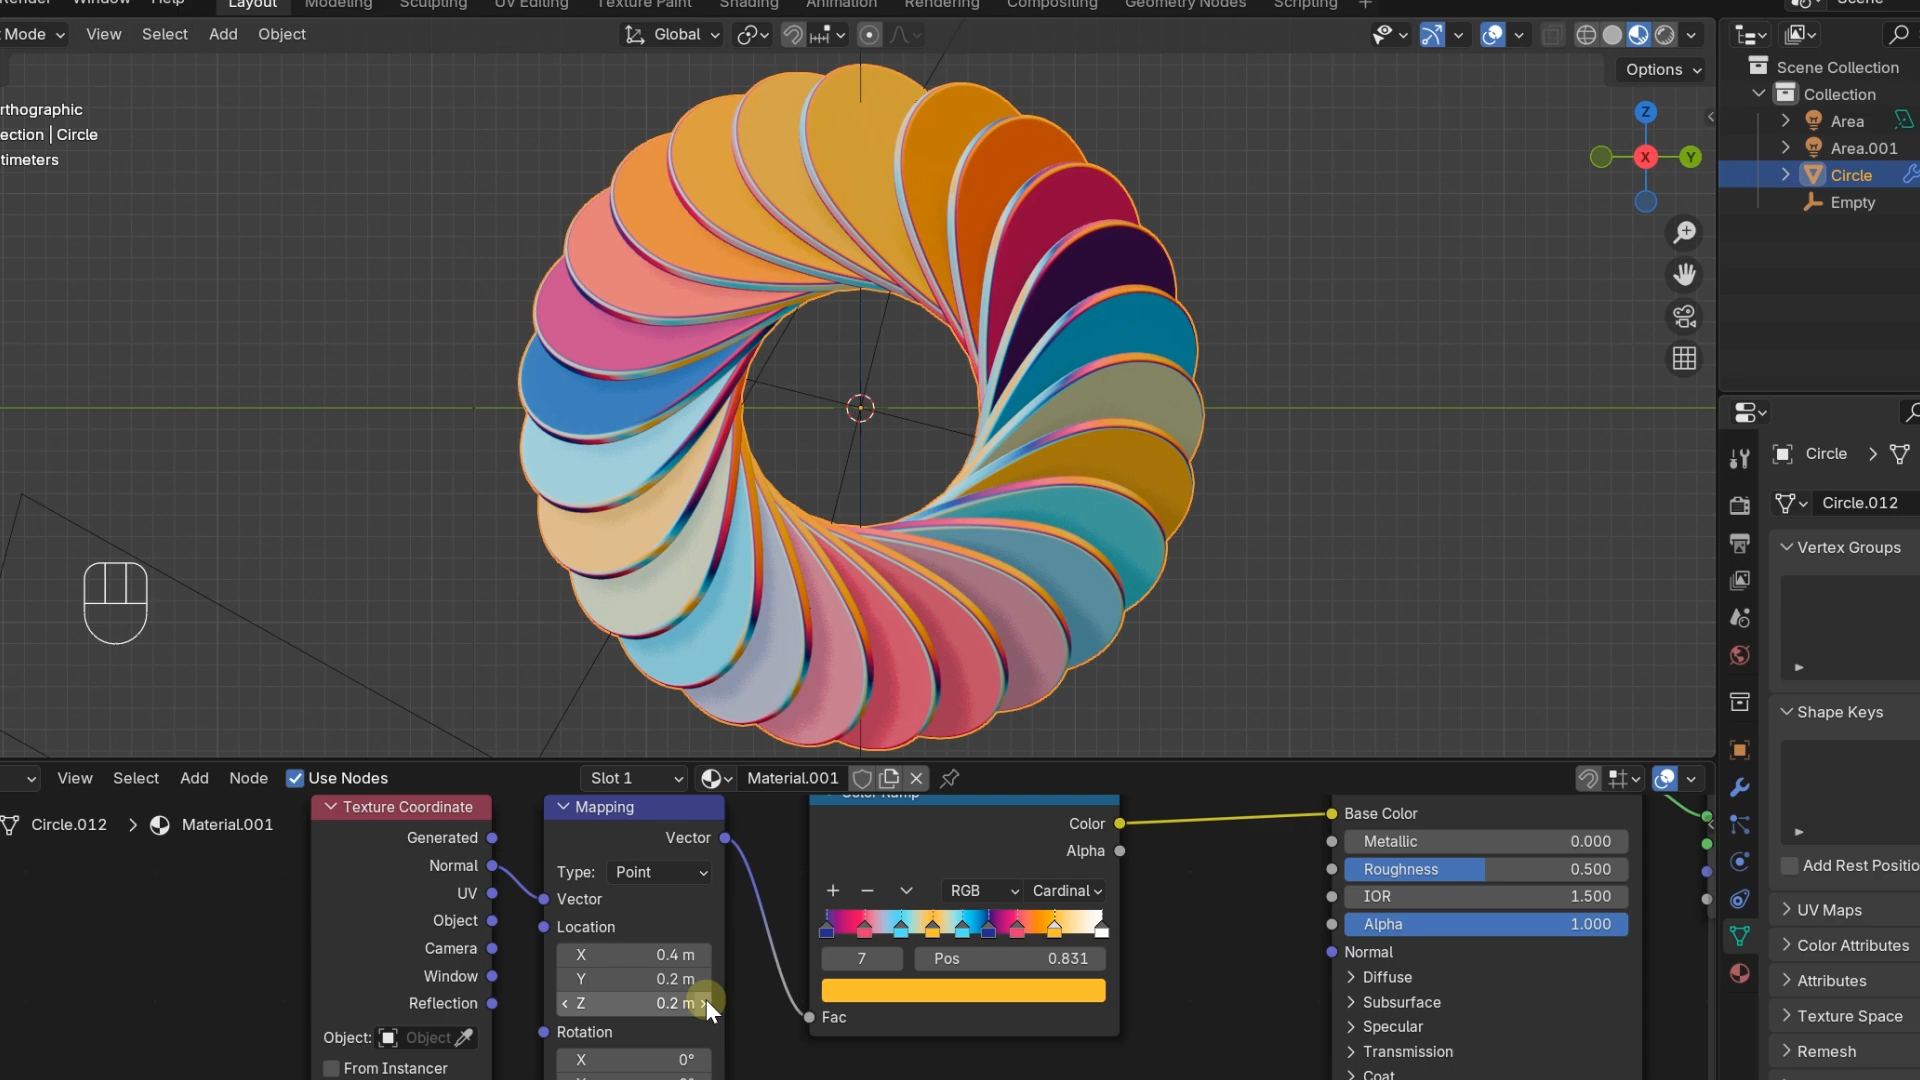 Render Window Help Layout Modeling Sculpting UV Editing Texture Paint Shading Animation Rendering Compositing Geometry Nodes Scripting + Scene
Mode View Select Add Object Global
Options
rthographic
ection | Circle
timeters
Z
X
Y
Scene Collection
Collection
Area
Area.001
Circle
Empty
Circle
Circle.012
Vertex Groups
Shape Keys
Add Rest Positio
UV Maps
Color Attributes
Attributes
Texture Space
Remesh
View Select Add Node Use Nodes Slot 1 Material.001
Circle.012 > Material.001
Texture Coordinate
Generated
Normal
UV
Object
Camera
Window
Reflection
Object: Object
From Instancer
Mapping
Vector
Type: Point
Vector
Location
X 0.4 m
Y 0.2 m
Z 0.2 m
Rotation
X 0°
Color Ramp
Color
Alpha
+ − RGB Cardinal
7 Pos 0.831
Fac
Base Color
Metallic 0.000
Roughness 0.500
IOR 1.500
Alpha 1.000
Normal
Diffuse
Subsurface
Specular
Transmission
Coat